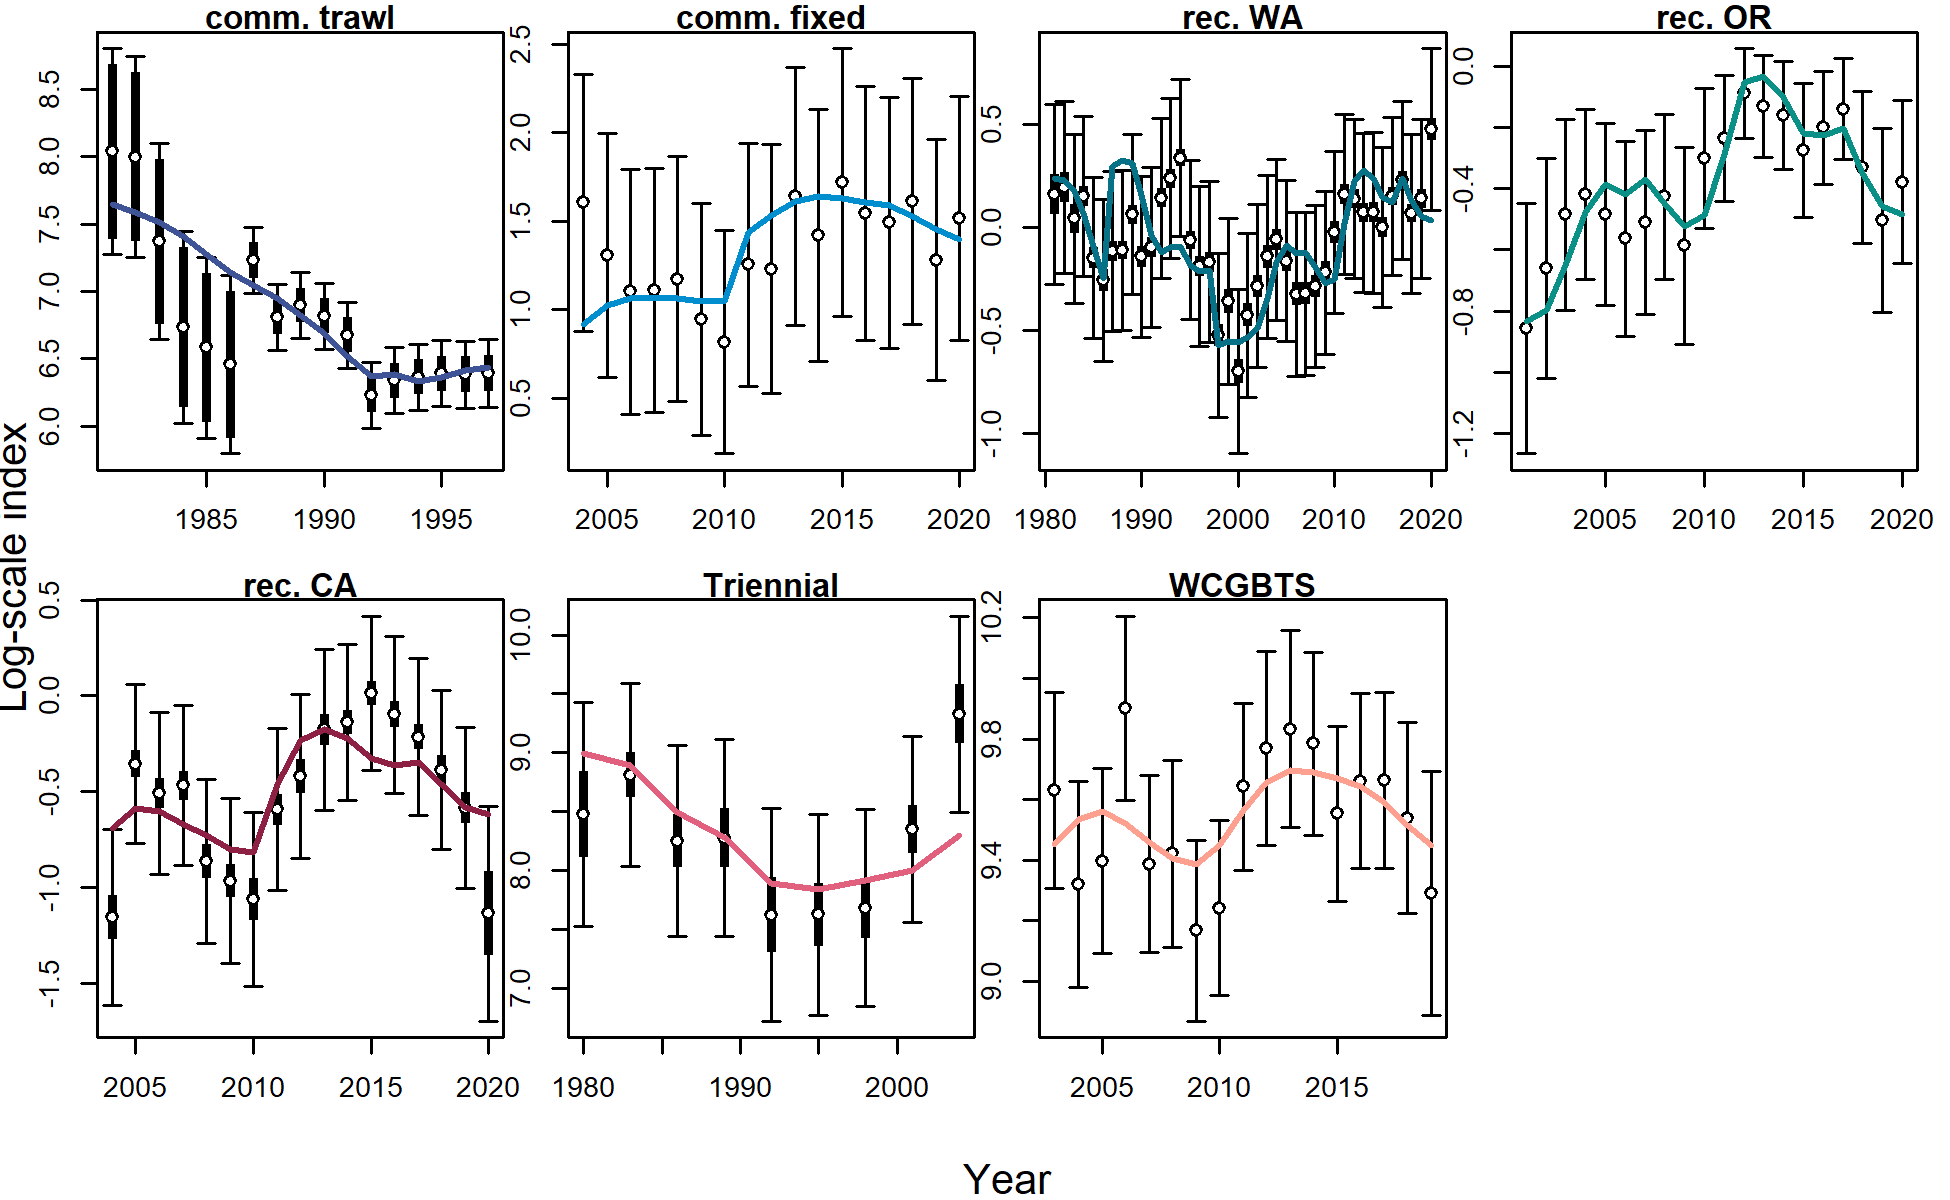 comm. trawl
comm. fixed
rec. WA
rec. OR
8.5
8.0
7.5
7.0
6.5
6.0
1985 1990 1995
2.5
2.0
1.5
1.0
0.5
2005 2010 2015 2020
0.5
0.0
-0.5
-1.0
1980 1990 2000 2010 2020
0.0
-0.4
-0.8
-1.2
2005 2010 2015 2020
Log-scale index
rec. CA
Triennial
WCGBTS
0.5
0.0
-0.5
-1.0
-1.5
2005 2010 2015 2020
10.0
9.0
8.0
7.0
1980 1990 2000
10.2
9.8
9.4
9.0
2005 2010 2015
Year